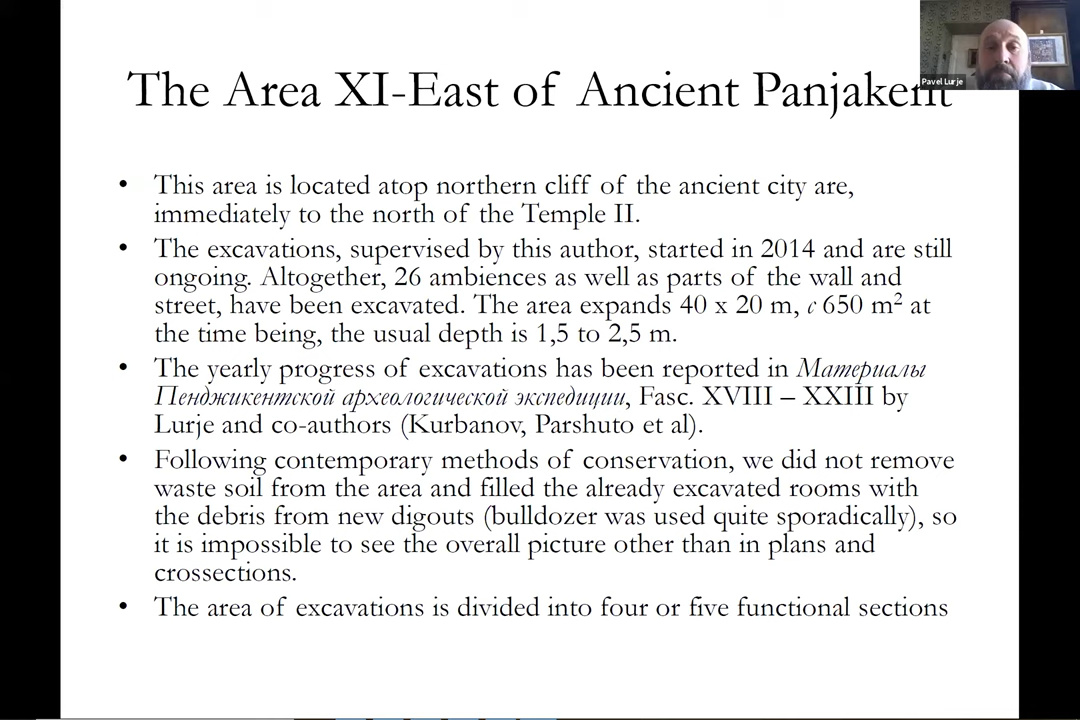 The Area XI-East of Ancient Panjakent
Pavel Lurje
• This area is located atop northern cliff of the ancient city are,
immediately to the north of the Temple II.
• The excavations, supervised by this author, started in 2014 and are still
ongoing. Altogether, 26 ambiences as well as parts of the wall and
street, have been excavated. The area expands 40 x 20 m, c 650 m² at
the time being, the usual depth is 1,5 to 2,5 m.
• The yearly progress of excavations has been reported in Материалы
Пенджикентской археологической экспедиции, Fasc. XVIII – XXIII by
Lurje and co-authors (Kurbanov, Parshuto et al).
• Following contemporary methods of conservation, we did not remove
waste soil from the area and filled the already excavated rooms with
the debris from new digouts (bulldozer was used quite sporadically), so
it is impossible to see the overall picture other than in plans and
crossections.
• The area of excavations is divided into four or five functional sections